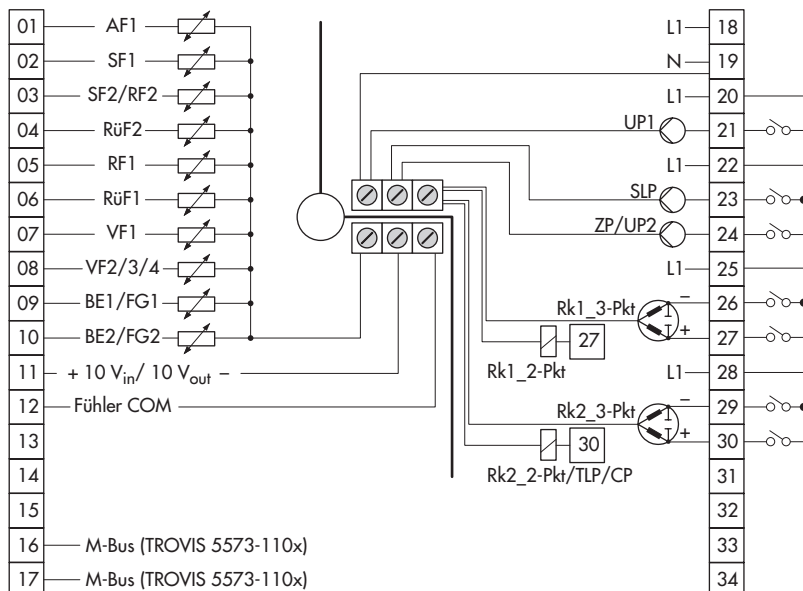 01 AF1 L1 18
02 SF1 N 19
03 SF2/RF2 L1 20
04 RüF2 UP1 21
05 RF1 L1 22
06 RüF1 SLP 23
07 VF1 ZP/UP2 24
08 VF2/3/4 L1 25
09 BE1/FG1 Rk1_3-Pkt – 26
10 BE2/FG2 27 + 27
11 + 10 Vin/ 10 Vout – Rk1_2-Pkt L1 28
12 Fühler COM Rk2_3-Pkt – 29
13 30 + 30
14 Rk2_2-Pkt/TLP/CP 31
15 32
16 M-Bus (TROVIS 5573-110x) 33
17 M-Bus (TROVIS 5573-110x) 34